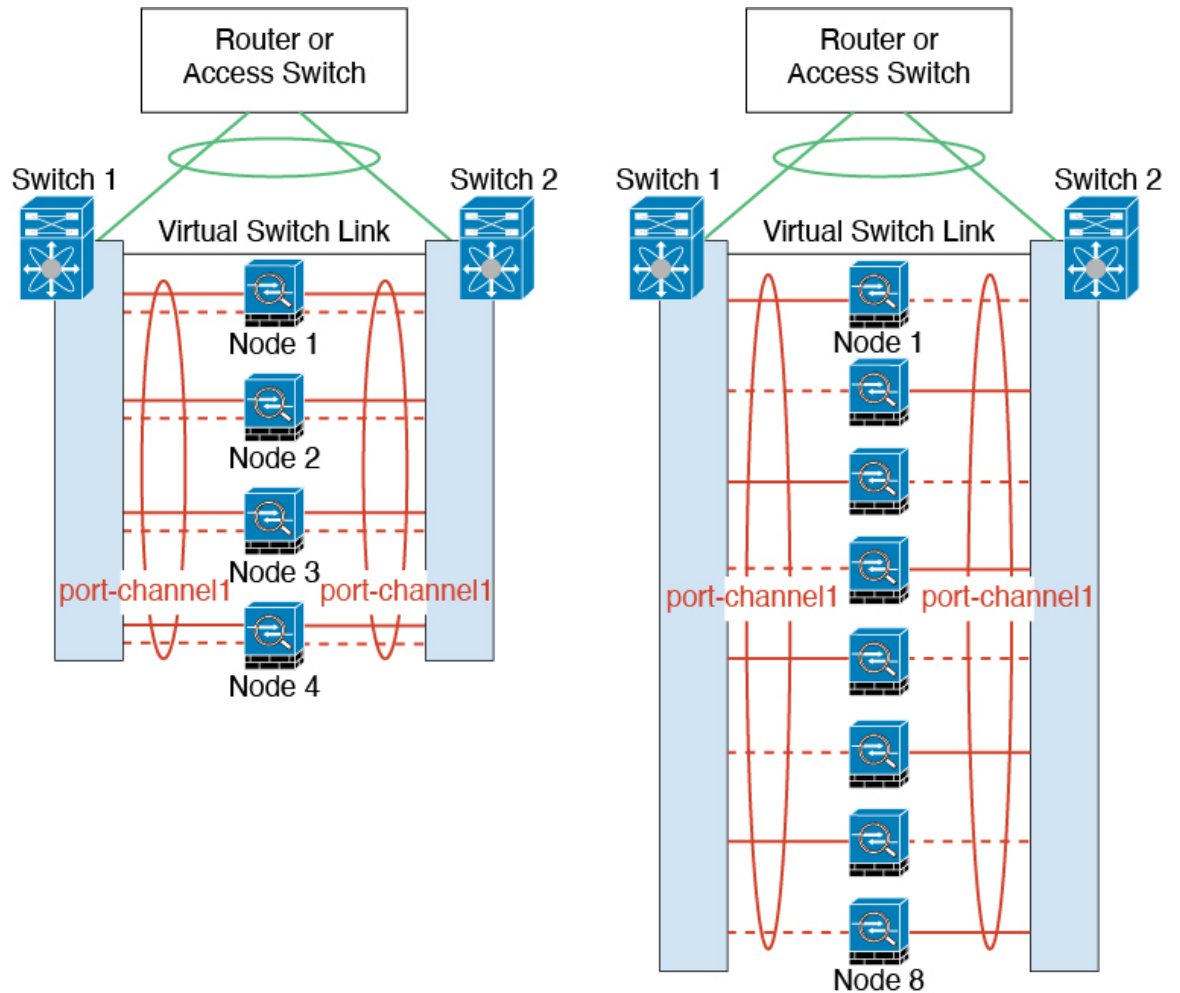 Router or
Access Switch
Switch 1
Switch 2
Virtual Switch Link
Node 1
Node 2
Node 3
port-channel1
port-channel1
Node 4
Router or
Access Switch
Switch 1
Switch 2
Virtual Switch Link
Node 1
port-channel1
port-channel1
Node 8